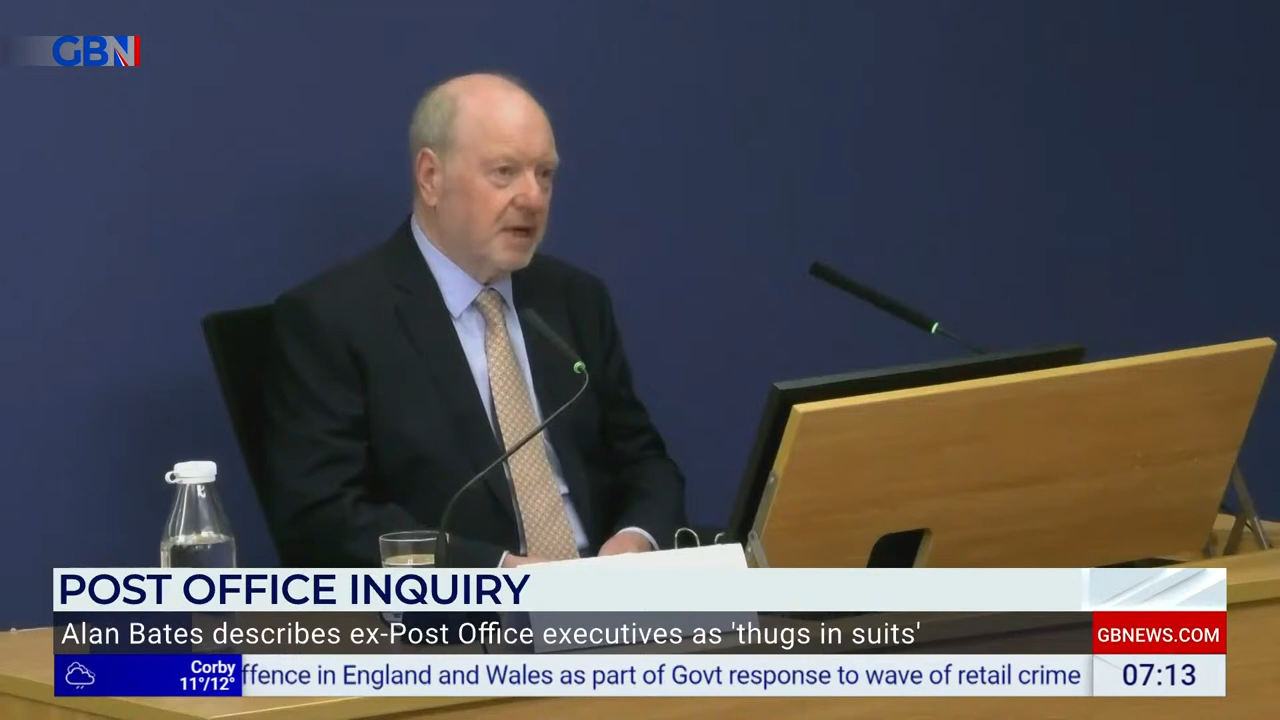 GBN
POST OFFICE INQUIRY
Alan Bates describes ex-Post Office executives as 'thugs in suits'
GBNEWS.COM
Corby
11°/12°
ffence in England and Wales as part of Govt response to wave of retail crime
07:13